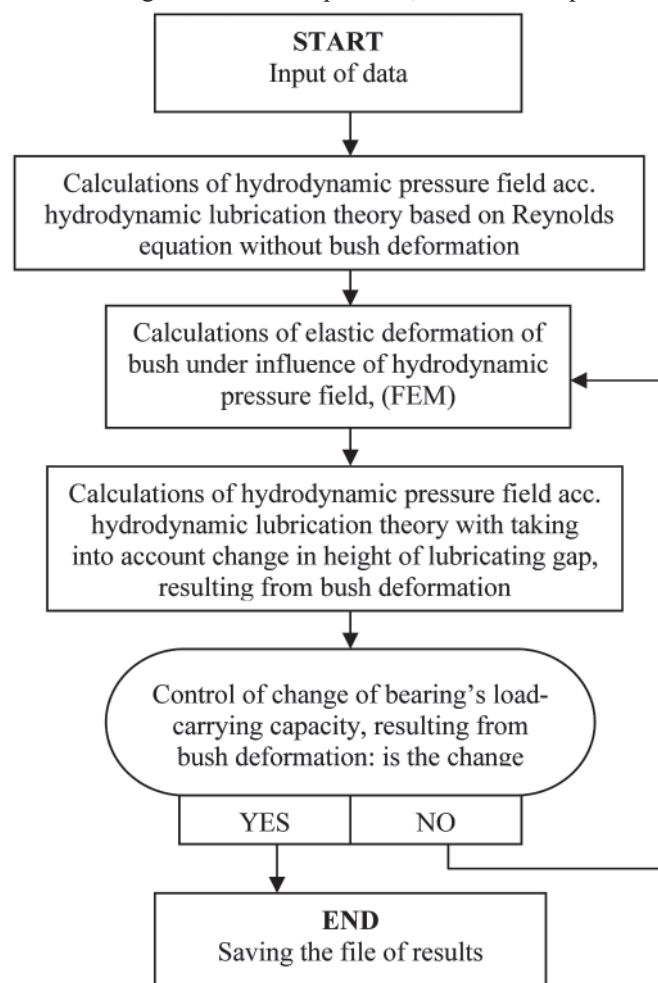 START
Input of data
Calculations of hydrodynamic pressure field acc.
hydrodynamic lubrication theory based on Reynolds
equation without bush deformation
Calculations of elastic deformation of
bush under influence of hydrodynamic
pressure field, (FEM)
Calculations of hydrodynamic pressure field acc.
hydrodynamic lubrication theory with taking
into account change in height of lubricating gap,
resulting from bush deformation
Control of change of bearing's load-
carrying capacity, resulting from
bush deformation: is the change
YES
NO
END
Saving the file of results